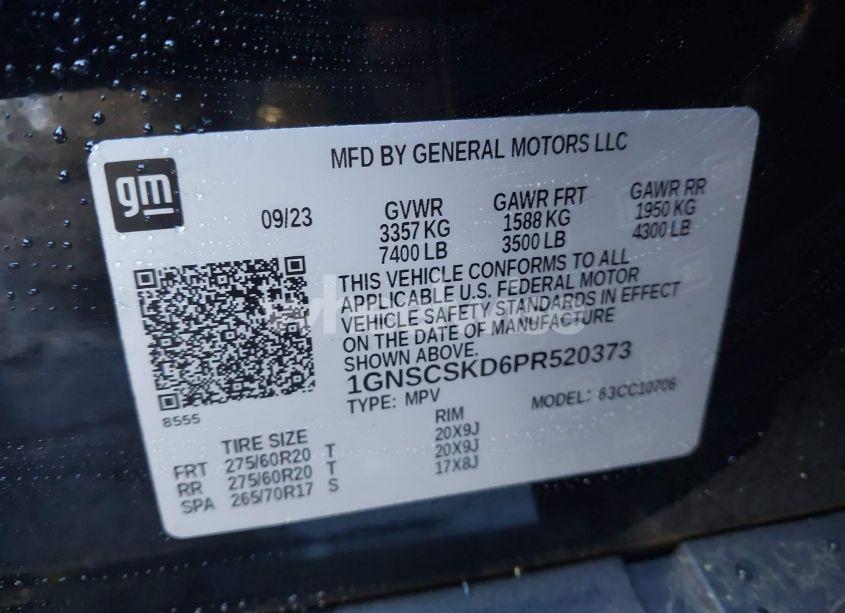 MFD BY GENERAL MOTORS LLC
gm
09/23
GVWR
3357 KG
7400 LB
GAWR FRT
1588 KG
3500 LB
GAWR RR
1950 KG
4300 LB
THIS VEHICLE CONFORMS TO ALL
APPLICABLE U.S. FEDERAL MOTOR
VEHICLE SAFETY STANDARDS IN EFFECT
ON THE DATE OF MANUFACTURE
SHOWN ABOVE.
1GNSCSKD6PR520373
TYPE: MPV MODEL: 83CC10706
8555
TIRE SIZE RIM
FRT 275/60R20 T 20X9J
RR 275/60R20 T 20X9J
SPA 265/70R17 S 17X8J